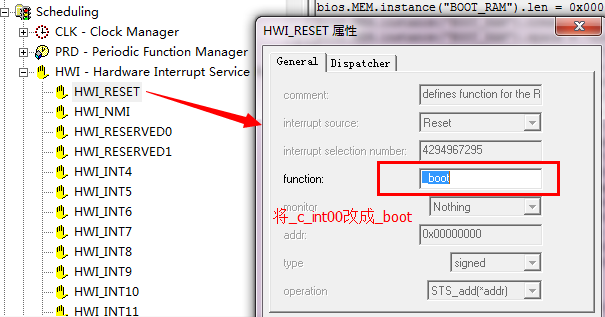 Scheduling
CLK - Clock Manager
PRD - Periodic Function Manager
HWI - Hardware Interrupt Service
HWI_RESET
HWI_NMI
HWI_RESERVED0
HWI_RESERVED1
HWI_INT4
HWI_INT5
HWI_INT6
HWI_INT7
HWI_INT8
HWI_INT9
HWI_INT10
HWI_INT11
bios.MEM.instance("BOOT_RAM").len = 0x000
HWI_RESET 属性
General Dispatcher
comment: defines function for the R
interrupt source: Reset
interrupt selection number: 4294967295
function: _boot
monitor Nothing
将_c_int00改成_boot
addr: 0x00000000
type signed
operation STS_add(*addr)